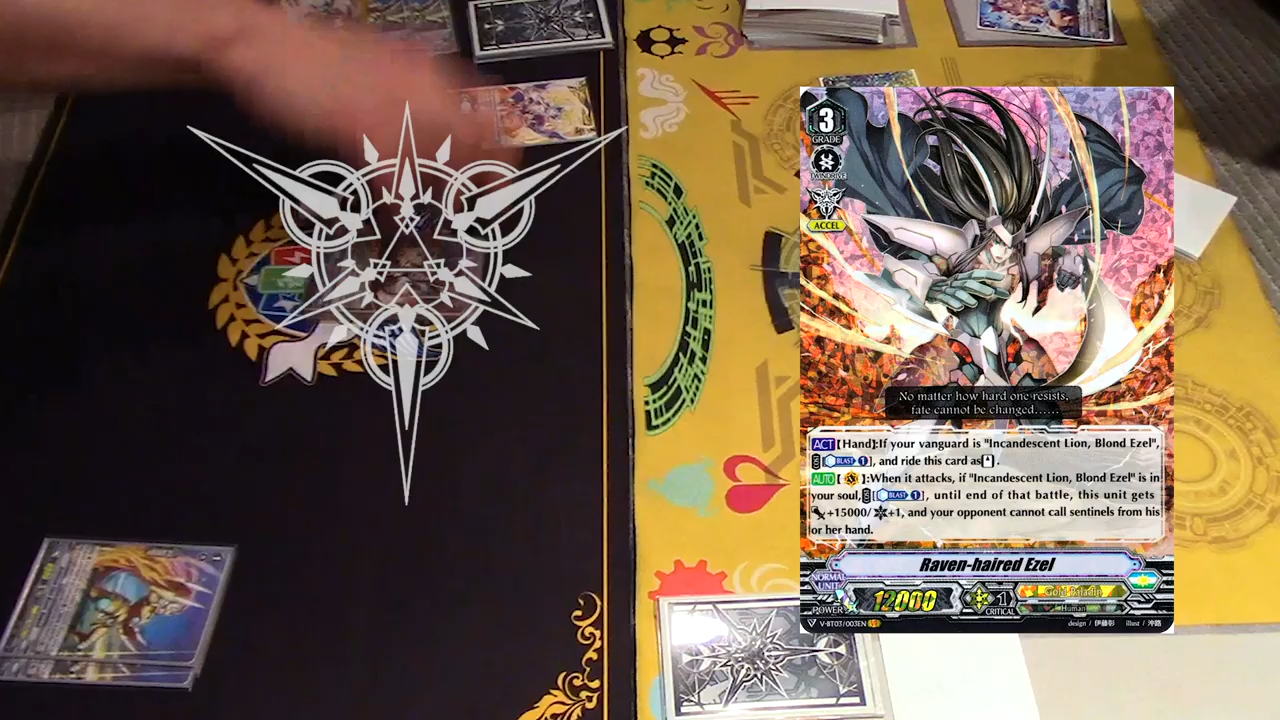 3
GRADE
TWINDRIVE
ACCEL
No matter how hard one resists,
fate cannot be changed......
ACT [Hand]:If your vanguard is "Incandescent Lion, Blond Ezel",
[BLAST 1], and ride this card as
AUTO :When it attacks, if "Incandescent Lion, Blond Ezel" is in
your soul, [BLAST 1], until end of that battle, this unit gets
+15000/ +1, and your opponent cannot call sentinels from his
or her hand.
Raven-haired Ezel
NORMAL
UNIT
POWER 12000 1 CRITICAL
Gold Paladin
Human
V-BT03/003EN design / 伊藤彰 illust / 沖路